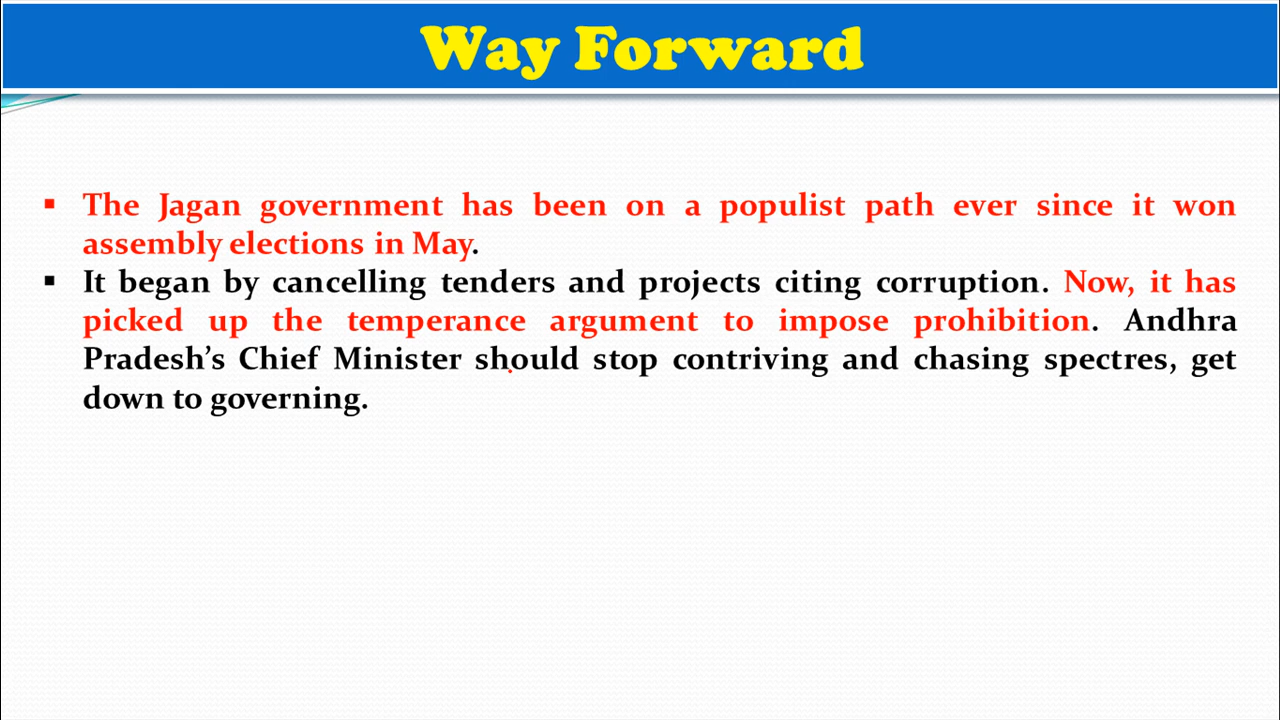 Way Forward
▪ The Jagan government has been on a populist path ever since it won
assembly elections in May.
▪ It began by cancelling tenders and projects citing corruption. Now, it has
picked up the temperance argument to impose prohibition. Andhra
Pradesh’s Chief Minister should stop contriving and chasing spectres, get
down to governing.